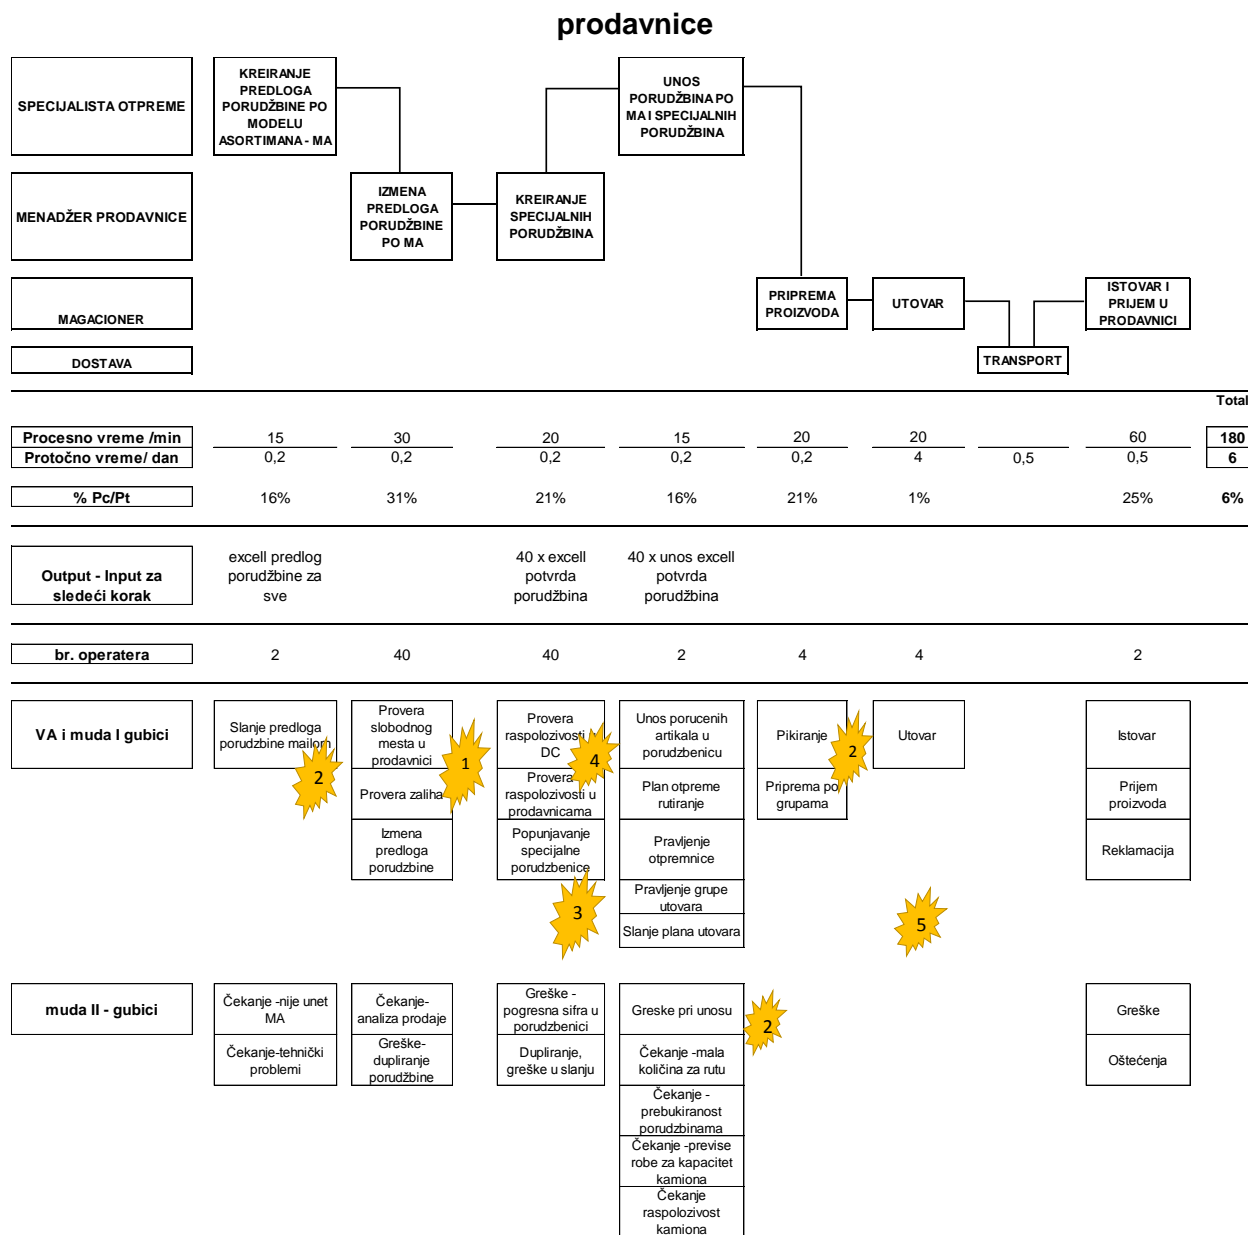 prodavnice
SPECIJALISTA OTPREME
KREIRANJE
PREDLOGA
PORUDŽBINE PO
MODELU
ASORTIMANA - MA
UNOS
PORUDŽBINA PO
MA I SPECIJALNIH
PORUDŽBINA
MENADŽER PRODAVNICE
IZMENA
PREDLOGA
PORUDŽBINE
PO MA
KREIRANJE
SPECIJALNIH
PORUDŽBINA
MAGACIONER
PRIPREMA
PROIZVODA
UTOVAR
ISTOVAR I
PRIJEM U
PRODAVNICI
DOSTAVA
TRANSPORT
Total
Procesno vreme /min 15 30 20 15 20 20 60 180
Protočno vreme/ dan 0,2 0,2 0,2 0,2 0,2 4 0,5 0,5 6
% Pc/Pt 16% 31% 21% 16% 21% 1% 25% 6%
Output - Input za
sledeći korak
excell predlog
porudžbine za
sve
40 x excell
potvrda
porudžbina
40 x unos excell
potvrda
porudžbina
br. operatera 2 40 40 2 4 4 2
VA i muda I gubici
Slanje predloga
porudzbine mailom
2
Provera
slobodnog
mesta u
prodavnici
1
Provera zaliha
Izmena
predloga
porudzbine
Provera
raspolozivosti u
DC
4
Provera
raspolozivosti u
prodavnicama
Popunjavanje
specijalne
porudzbenice
3
Unos porucenih
artikala u
porudzbenicu
Plan otpreme
rutiranje
Pravljenje
otpremnice
Pravljenje grupe
utovara
Slanje plana utovara
Pikiranje
2
Priprema po
grupama
Utovar
5
Istovar
Prijem
proizvoda
Reklamacija
muda II - gubici
Čekanje -nije unet
MA
Čekanje-tehnički
problemi
Čekanje-
analiza prodaje
Greške-
dupliranje
porudžbine
Greške -
pogresna sifra u
porudzbenici
Dupliranje,
greške u slanju
Greske pri unosu
2
Čekanje -mala
količina za rutu
Čekanje -
prebukiranost
porudzbinama
Čekanje -previse
robe za kapacitet
kamiona
Čekanje
raspolozivost
kamiona
Greške
Oštećenja